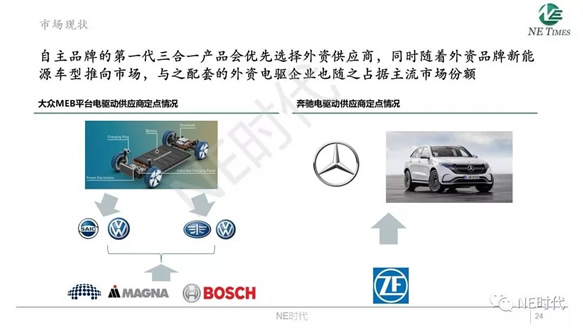 市场现状
NE TIMES
自主品牌的第一代三合一产品会优先选择外资供应商，同时随着外资品牌新能
源车型推向市场，与之配套的外资电驱企业也随之占据主流市场份额
大众MEB平台电驱动供应商定点情况
奔驰电驱动供应商定点情况
Charging Plug
Battery
Power Electronics
NE时代
SAIC
MAGNA
BOSCH
ZF
NE时代
NE时代
24